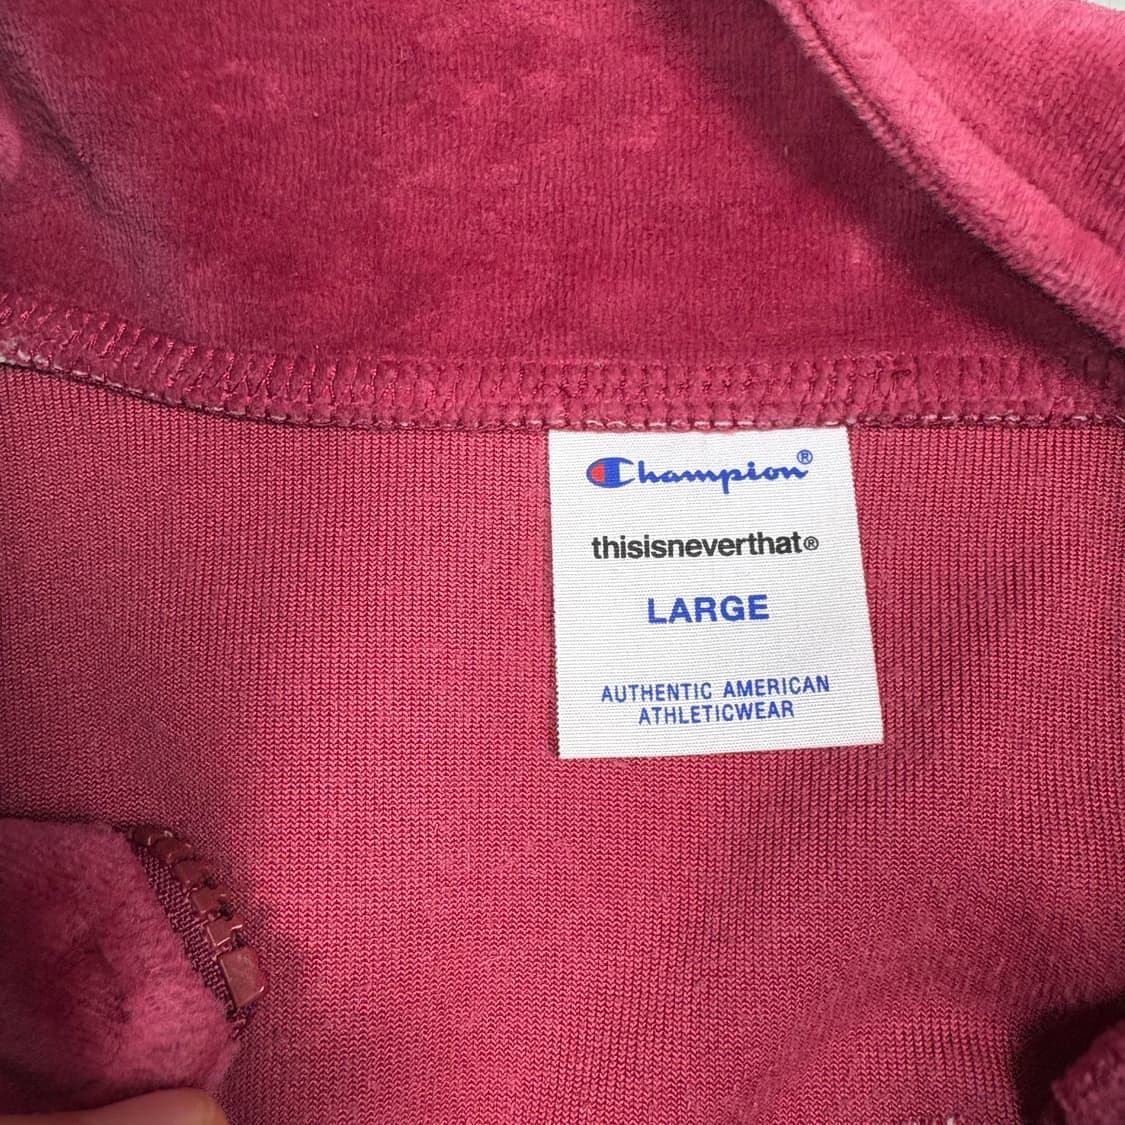 Champion®
thisisneverthat®
LARGE
AUTHENTIC AMERICAN
ATHLETICWEAR